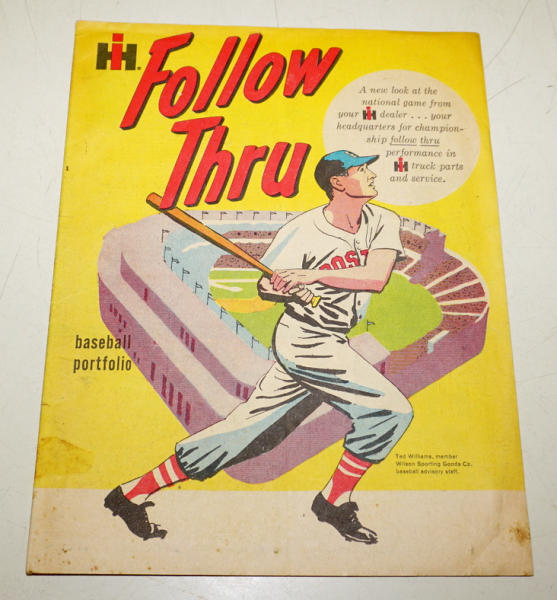 IH®
Follow
Thru
A new look at the
national game from
your IH dealer . . . your
headquarters for champion-
ship follow thru
performance in
IH truck parts
and service.
BOST
baseball
portfolio
Ted Williams, member
Wilson Sporting Goods Co.
baseball advisory staff.